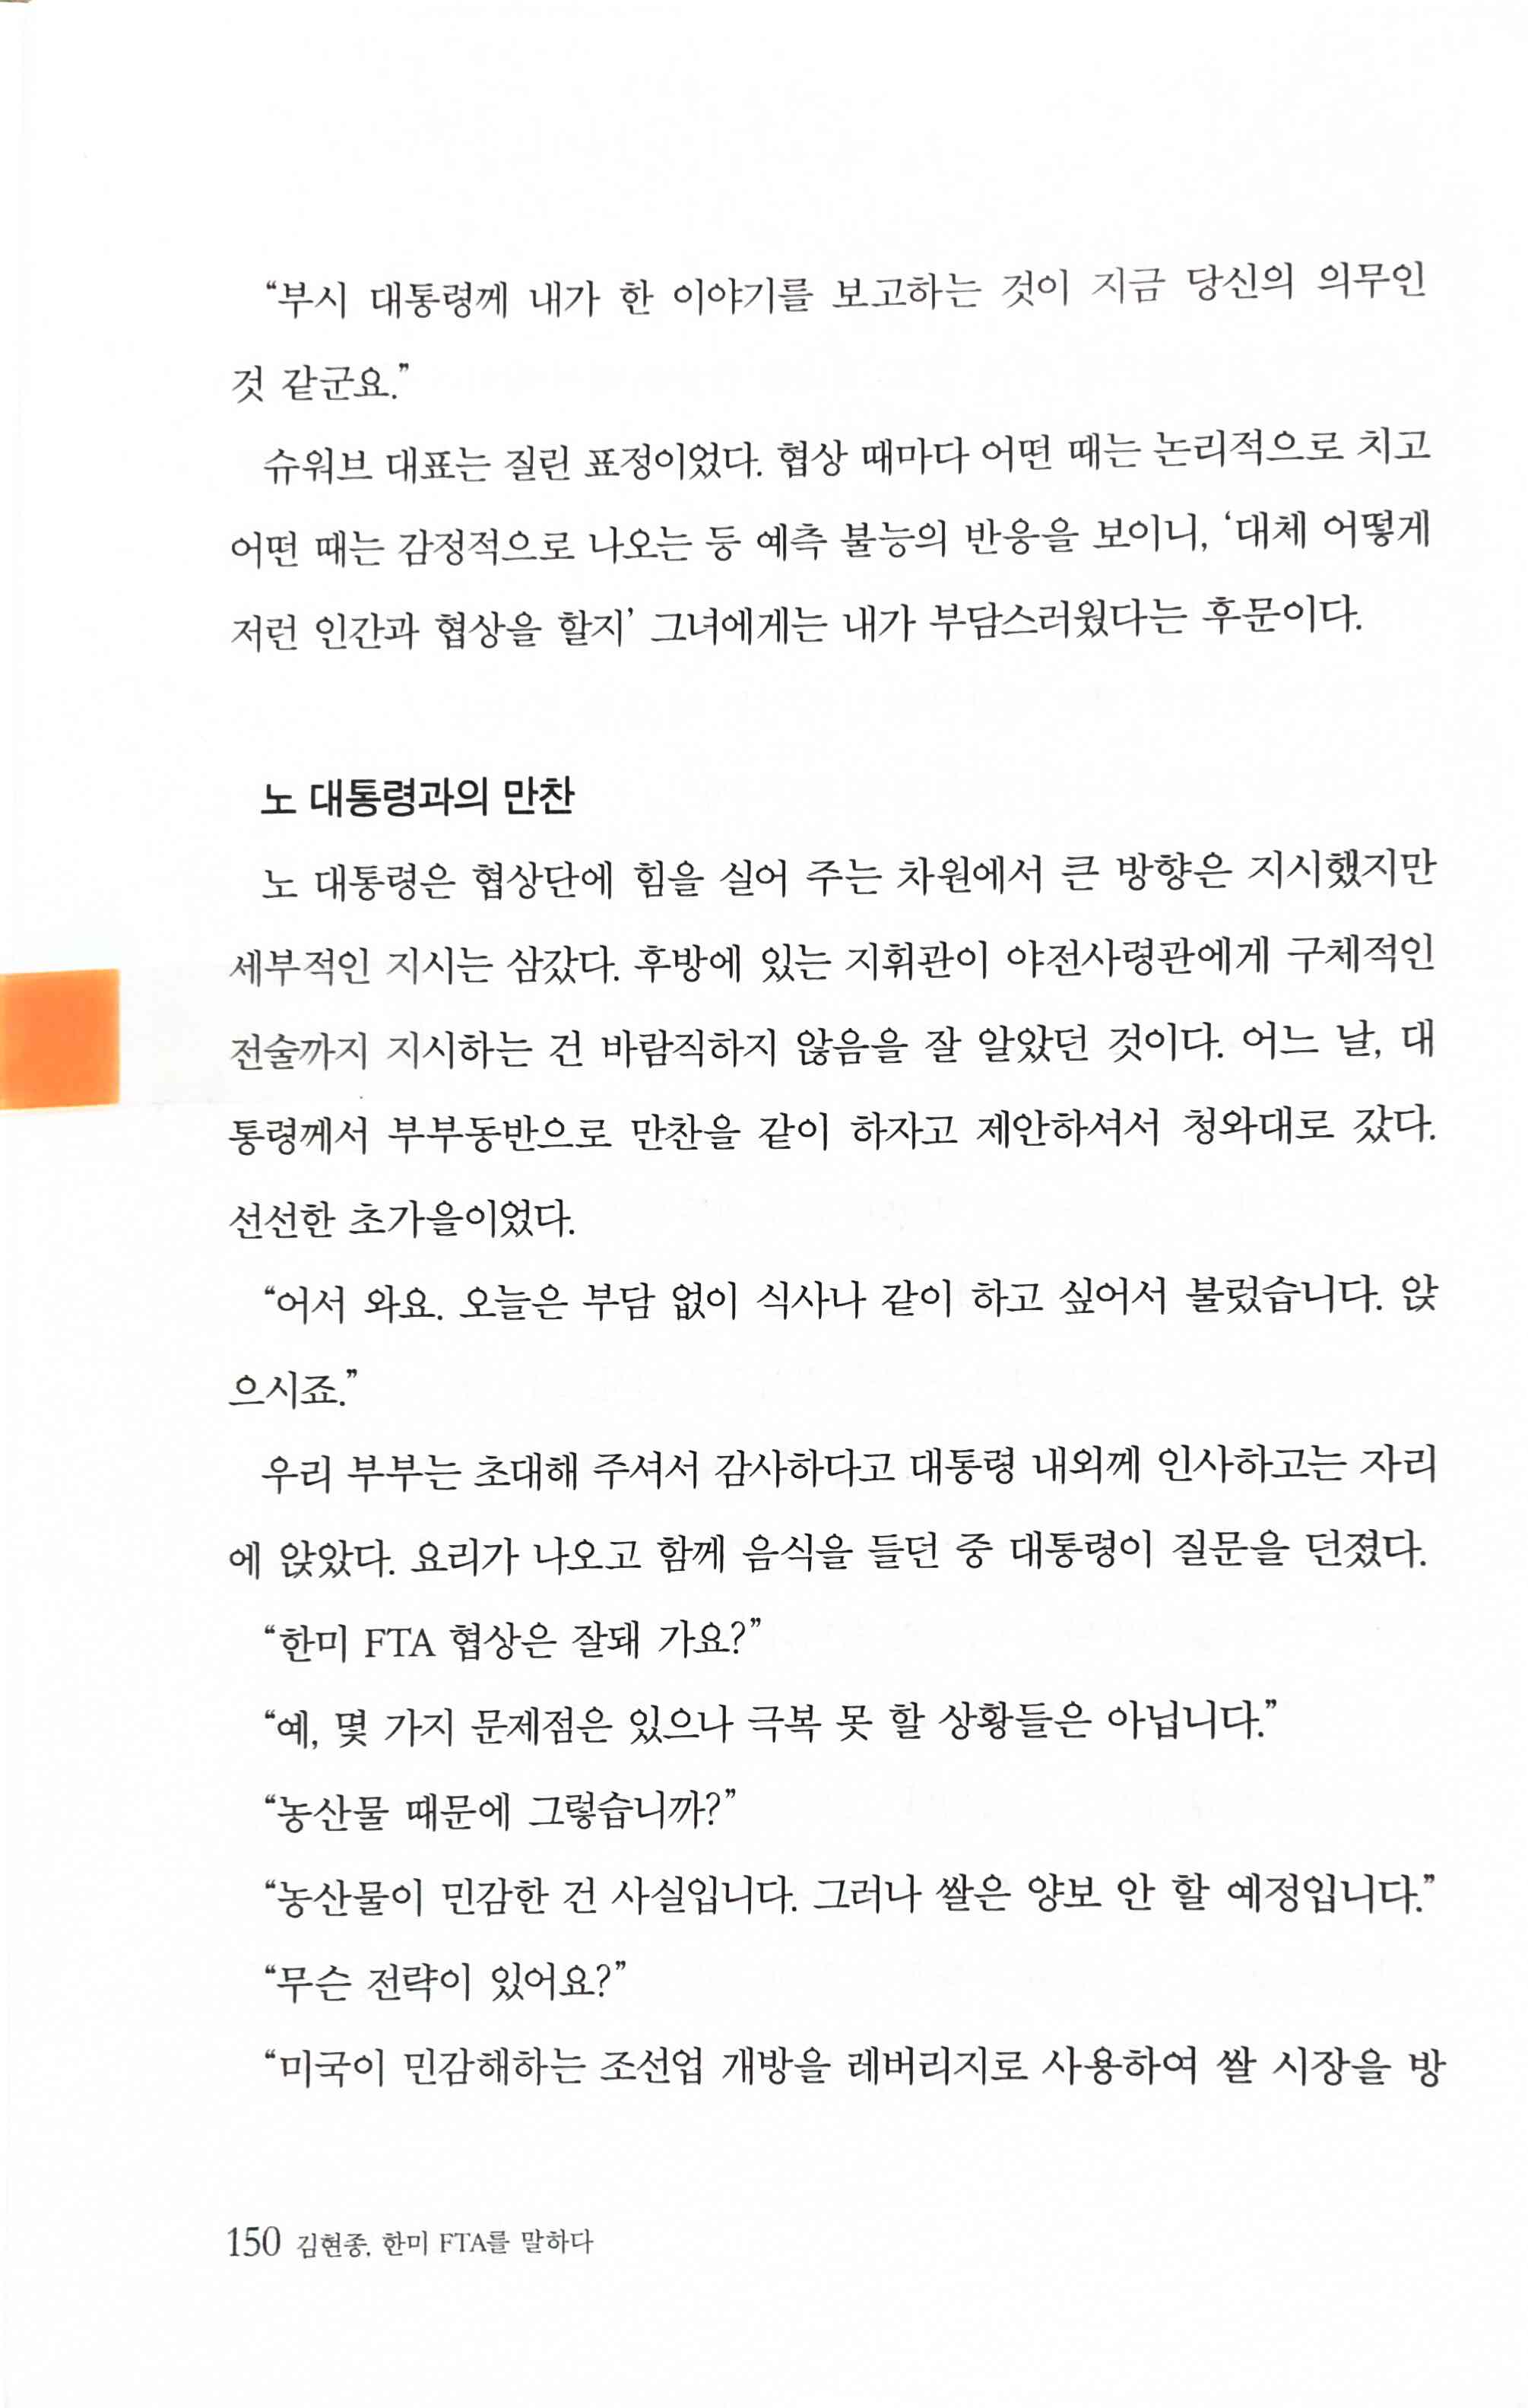 “부시 대통령께 내가 한 이야기를 보고하는 것이 지금 당신의 의무인
것 같군요.”
슈워브 대표는 질린 표정이었다. 협상 때마다 어떤 때는 논리적으로 치고
어떤 때는 감정적으로 나오는 등 예측 불능의 반응을 보이니, ‘대체 어떻게
저런 인간과 협상을 할지’ 그녀에게는 내가 부담스러웠다는 후문이다.
노 대통령과의 만찬
노 대통령은 협상단에 힘을 실어 주는 차원에서 큰 방향은 지시했지만
세부적인 지시는 삼갔다. 후방에 있는 지휘관이 야전사령관에게 구체적인
전술까지 지시하는 건 바람직하지 않음을 잘 알았던 것이다. 어느 날, 대
통령께서 부부동반으로 만찬을 같이 하자고 제안하셔서 청와대로 갔다.
선선한 초가을이었다.
“어서 와요. 오늘은 부담 없이 식사나 같이 하고 싶어서 불렀습니다. 앉
으시죠.”
우리 부부는 초대해 주셔서 감사하다고 대통령 내외께 인사하고는 자리
에 앉았다. 요리가 나오고 함께 음식을 들던 중 대통령이 질문을 던졌다.
“한미 FTA 협상은 잘돼 가요?”
“예, 몇 가지 문제점은 있으나 극복 못 할 상황들은 아닙니다.”
“농산물 때문에 그렇습니까?”
“농산물이 민감한 건 사실입니다. 그러나 쌀은 양보 안 할 예정입니다.”
“무슨 전략이 있어요?”
“미국이 민감해하는 조선업 개방을 레버리지로 사용하여 쌀 시장을 방
150 김현종, 한미 FTA를 말하다